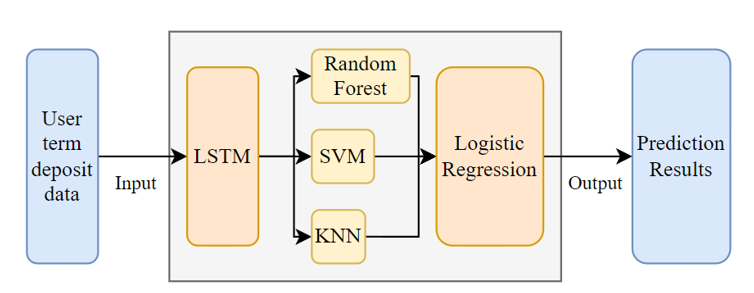 User
term
deposit
data
Input
LSTM
Random
Forest
SVM
KNN
Logistic
Regression
Output
Prediction
Results